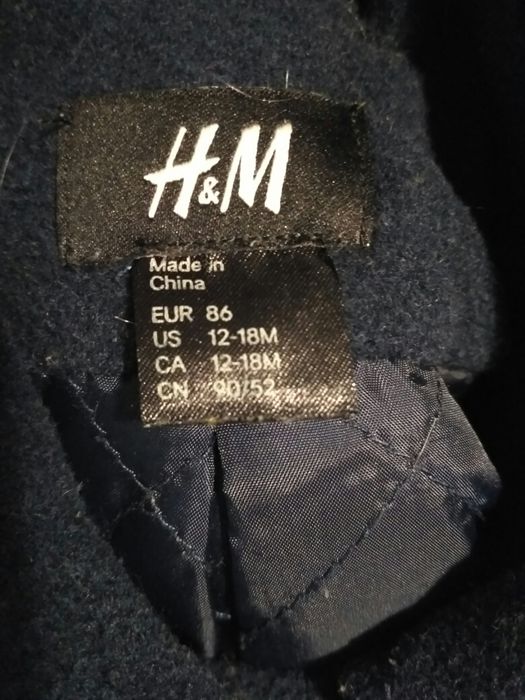 H&M
Made in
China
EUR 86
US 12-18M
CA 12-18M
CN 90/52